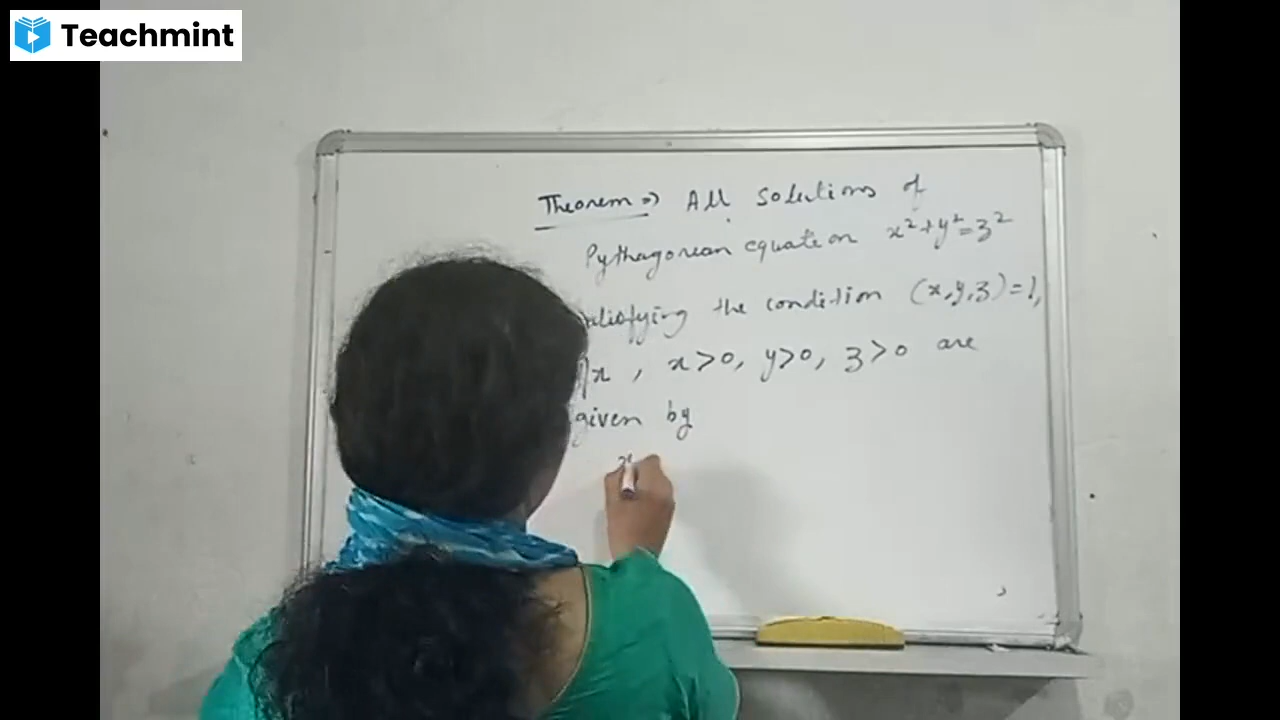 Teachmint
Theorem => All solutions of
Pythagorean equation x²+y²=z²
satisfying the condition (x,y,z)=1,
x , x>0, y>0, z>0 are
given by
x